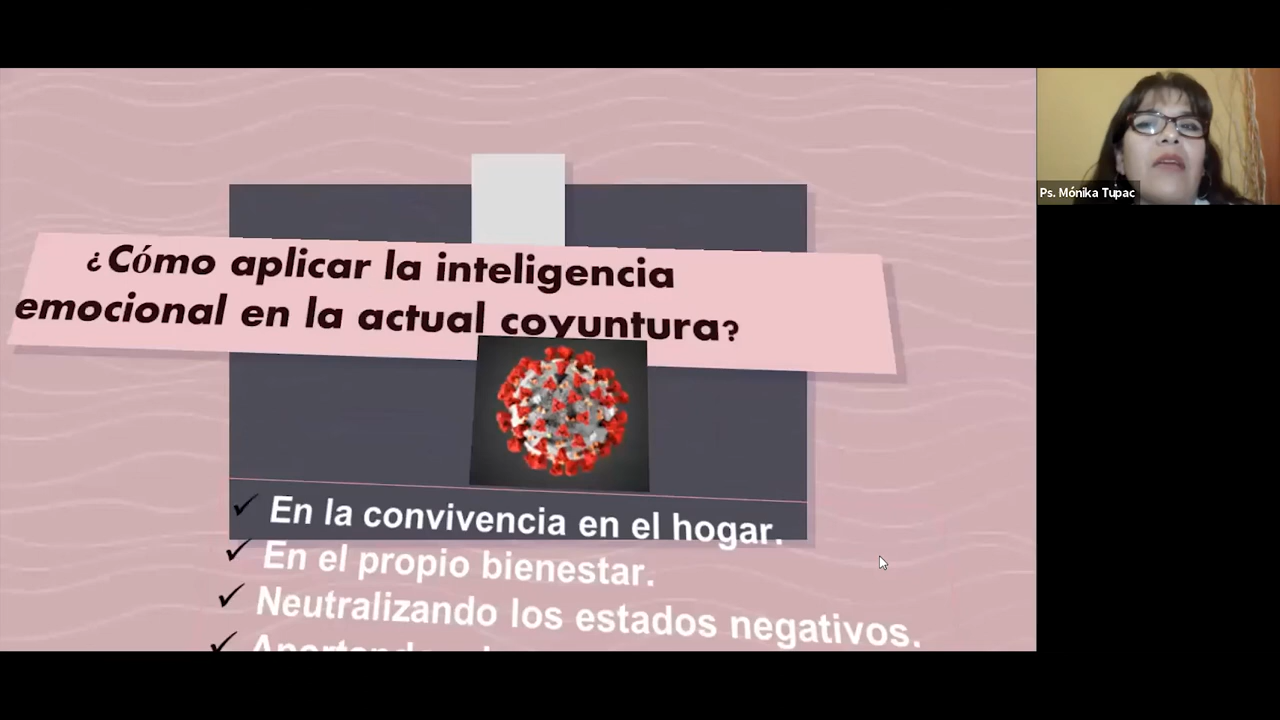 ¿Cómo aplicar la inteligencia
emocional en la actual coyuntura?
En la convivencia en el hogar.
En el propio bienestar.
Neutralizando los estados negativos.
Ps. Mónika Tupac